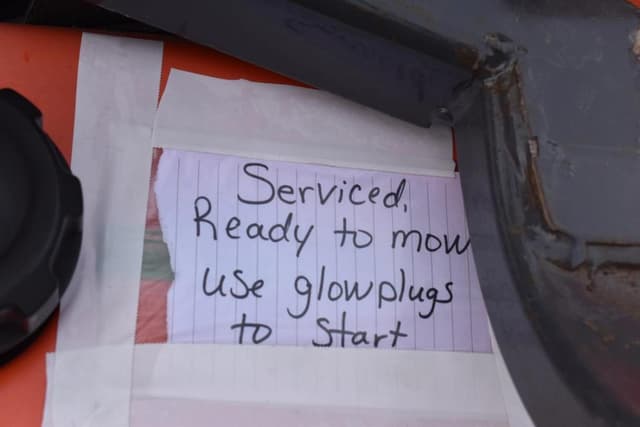 Serviced.
Ready to mow
use glowplugs
to start